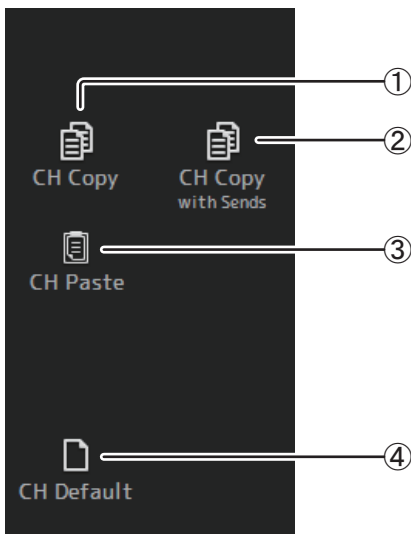 ①
②
CH Copy
CH Copy
with Sends
③
CH Paste
④
CH Default